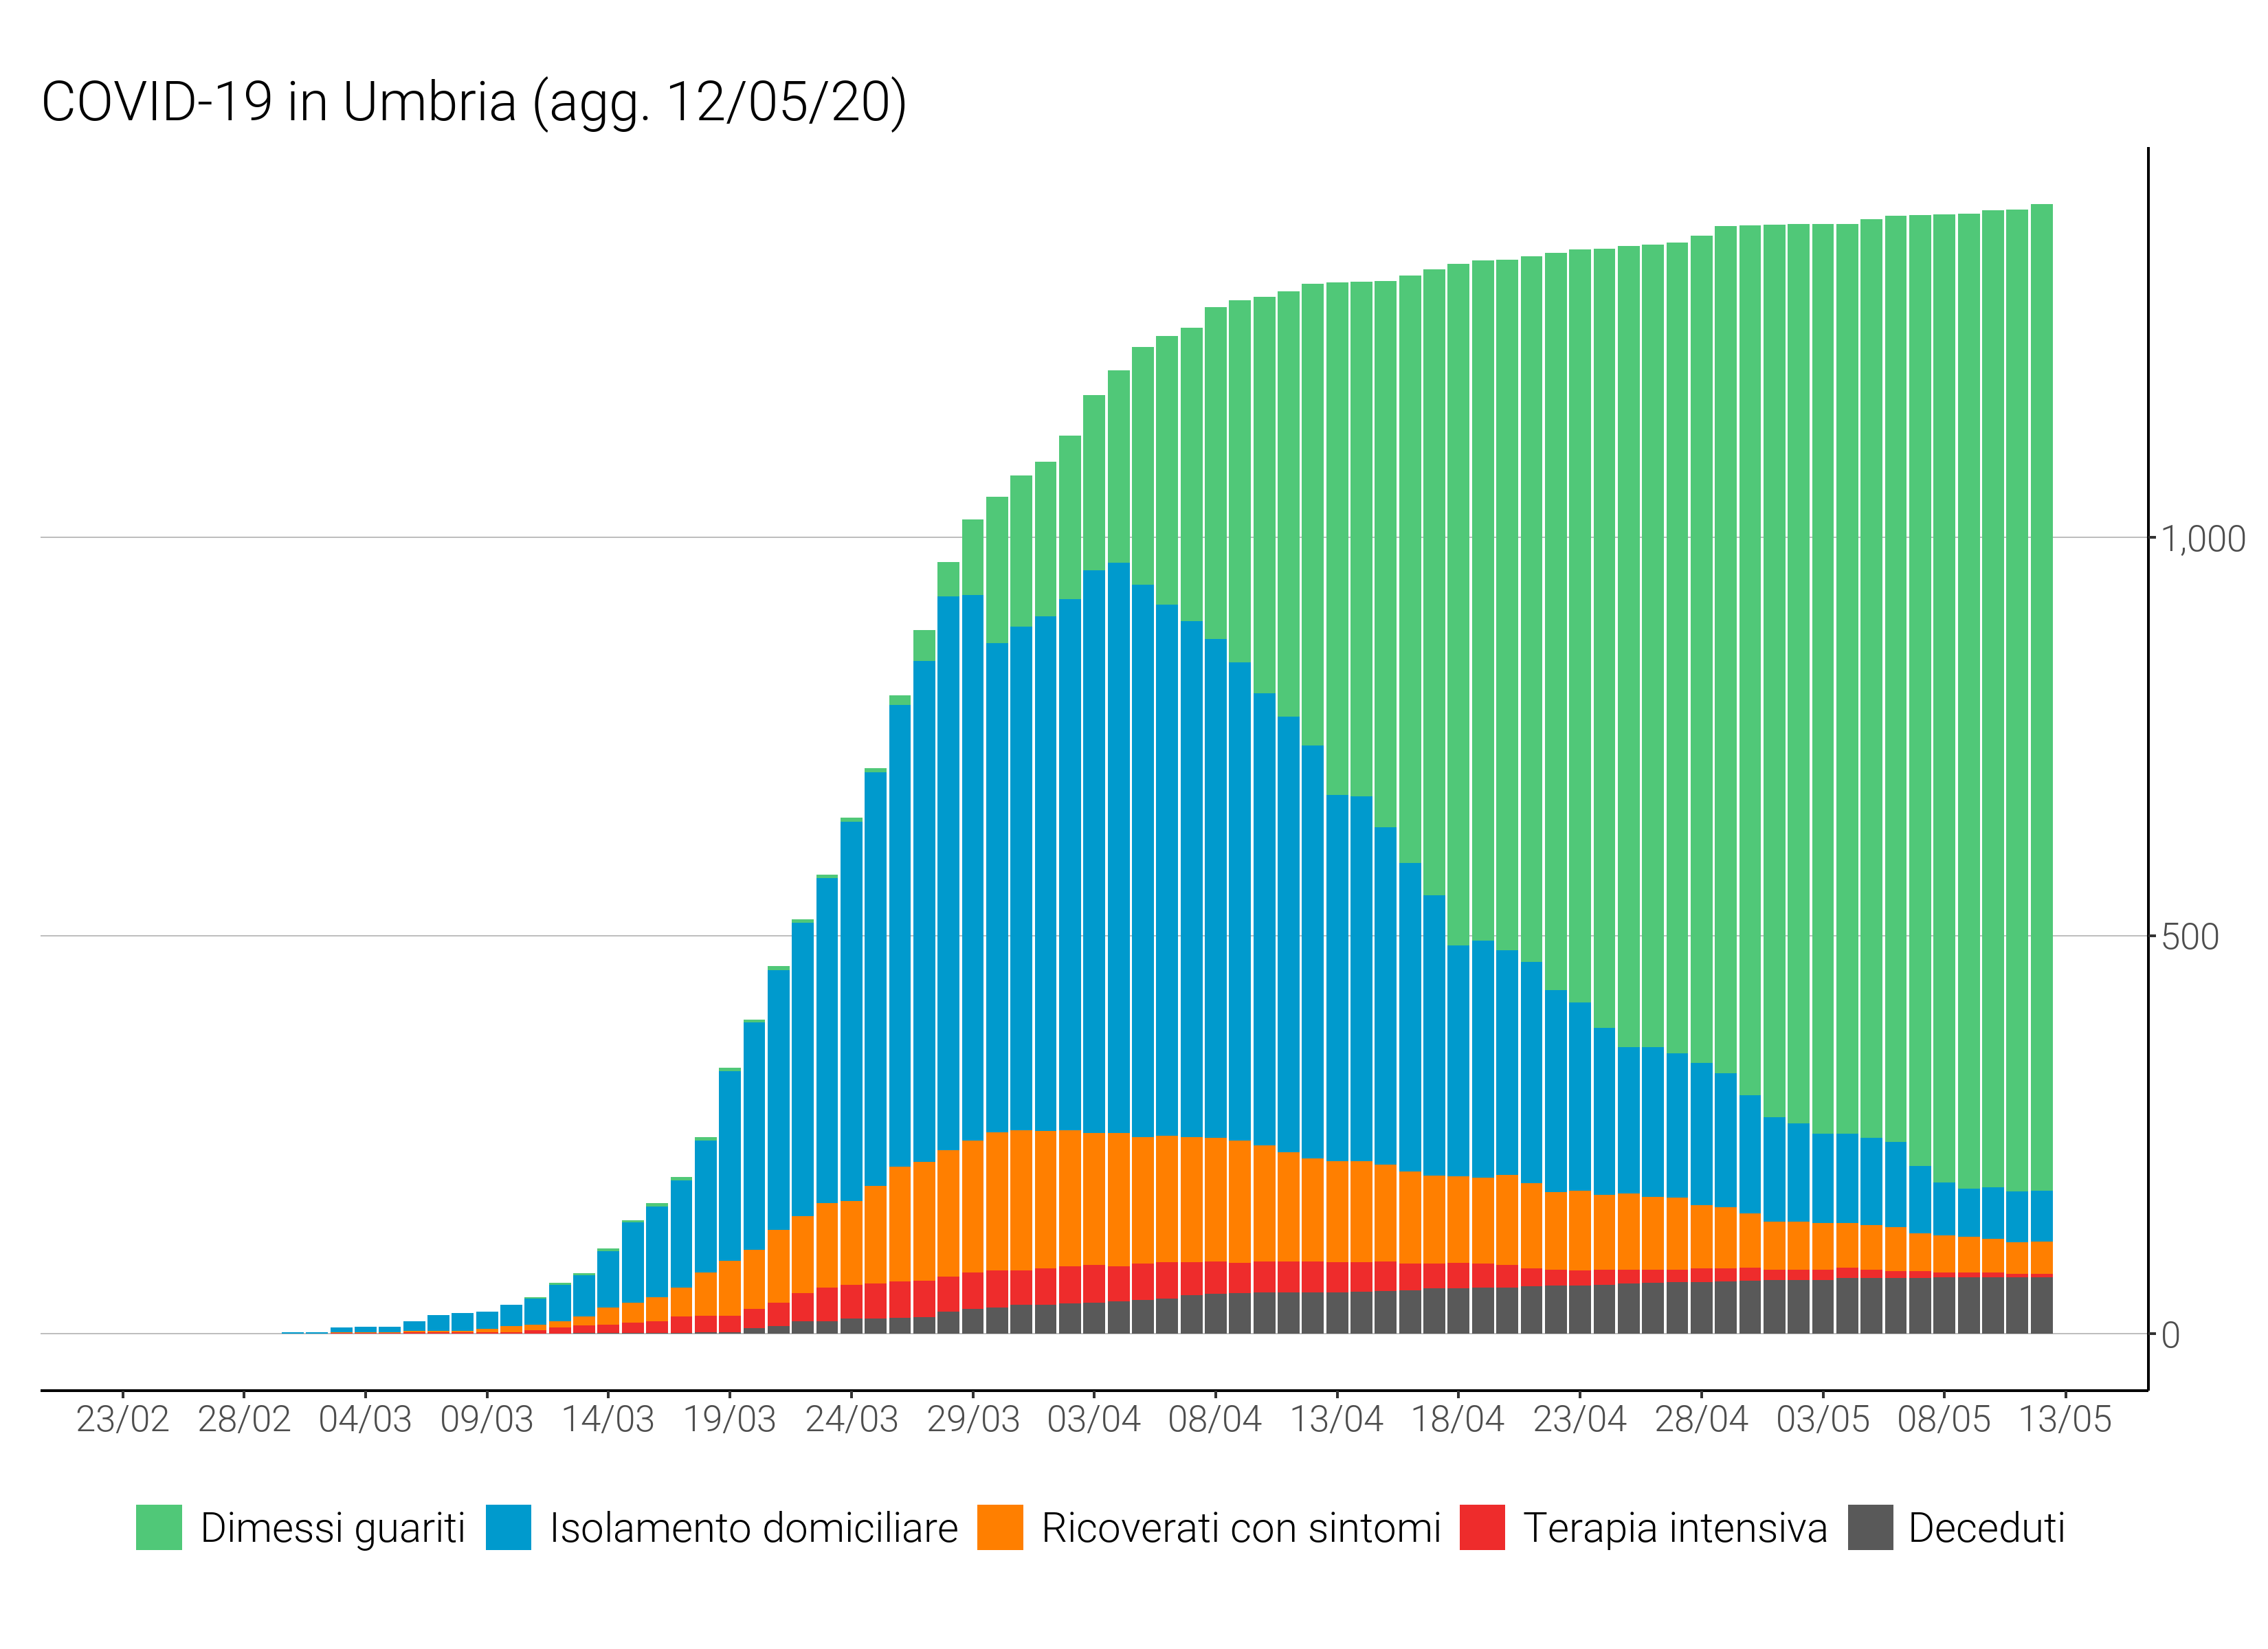 COVID-19 in Umbria (agg. 12/05/20)
1,000
500
0
23/02 28/02 04/03 09/03 14/03 19/03 24/03 29/03 03/04 08/04 13/04 18/04 23/04 28/04 03/05 08/05 13/05
Dimessi guariti Isolamento domiciliare Ricoverati con sintomi Terapia intensiva Deceduti